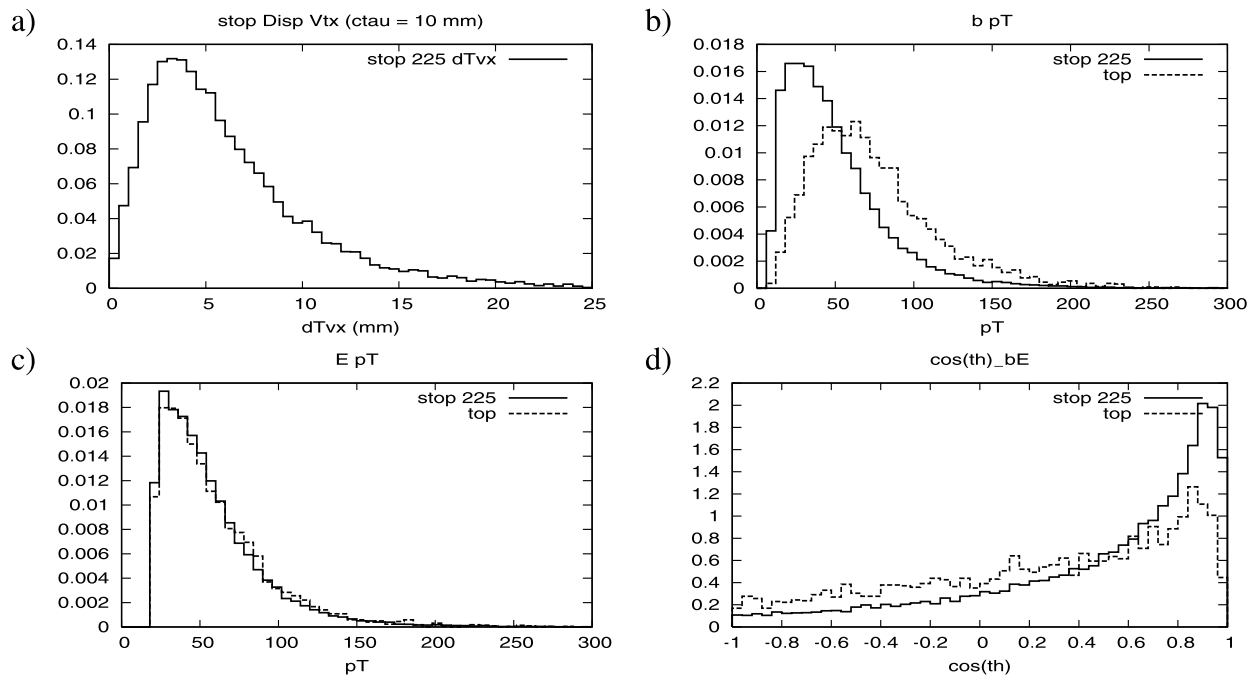 a)
stop Disp Vtx (ctau = 10 mm)
0.14
0.12
0.1
0.08
0.06
0.04
0.02
0
stop 225 dTvx
0 5 10 15 20 25
dTvx (mm)
b)
b pT
0.018
0.016
0.014
0.012
0.01
0.008
0.006
0.004
0.002
0
stop 225
top
0 50 100 150 200 250 300
pT
c)
E pT
0.02
0.018
0.016
0.014
0.012
0.01
0.008
0.006
0.004
0.002
0
stop 225
top
0 50 100 150 200 250 300
pT
d)
cos(th)_bE
2.2
2
1.8
1.6
1.4
1.2
1
0.8
0.6
0.4
0.2
0
stop 225
top
-1 -0.8 -0.6 -0.4 -0.2 0 0.2 0.4 0.6 0.8 1
cos(th)